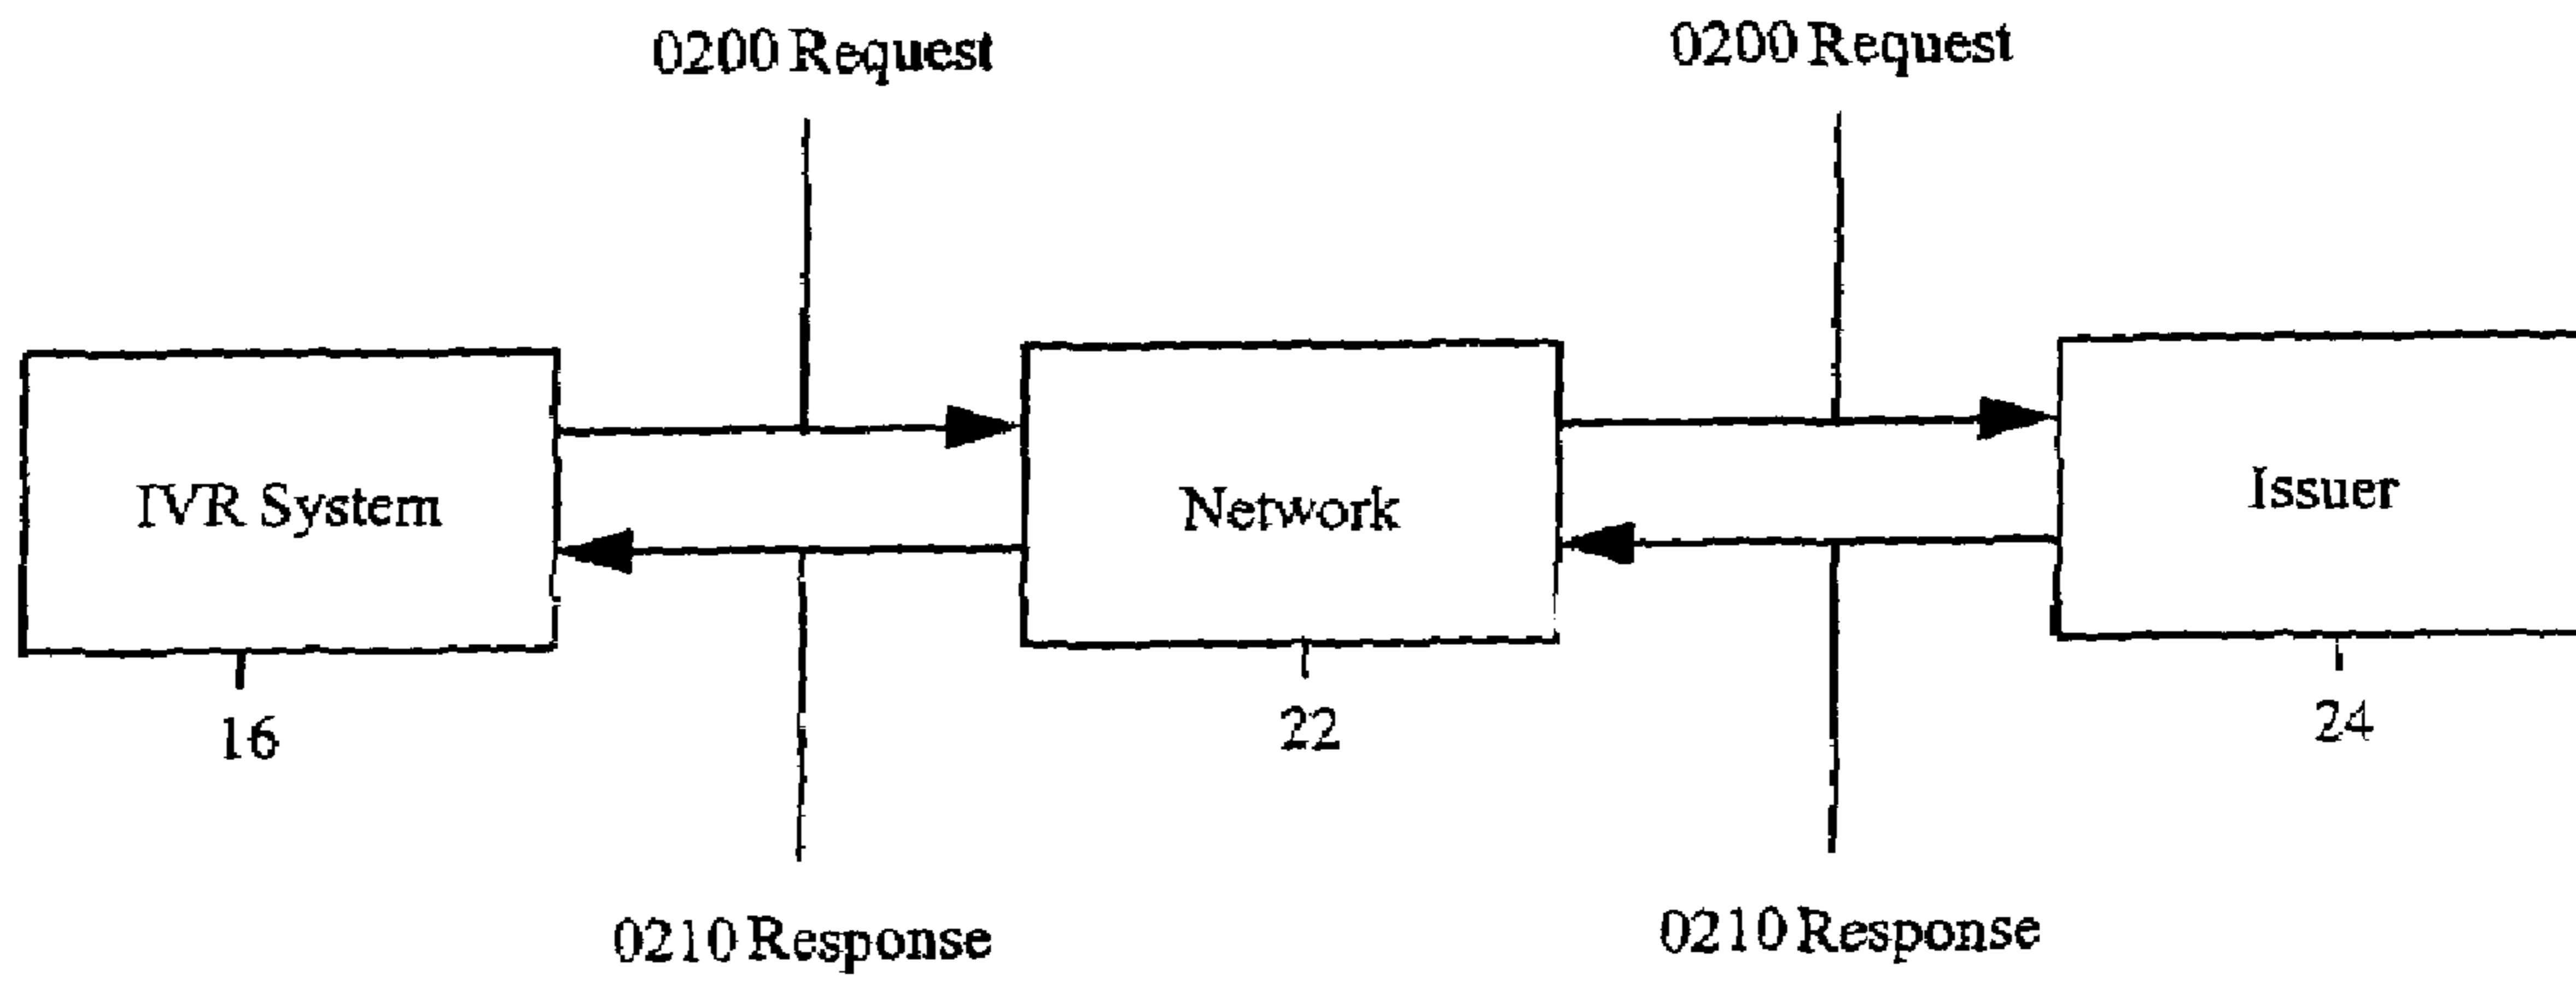 0200 Request
0200 Request
IVR System
Network
Issuer
16
22
24
0210 Response
0210 Response